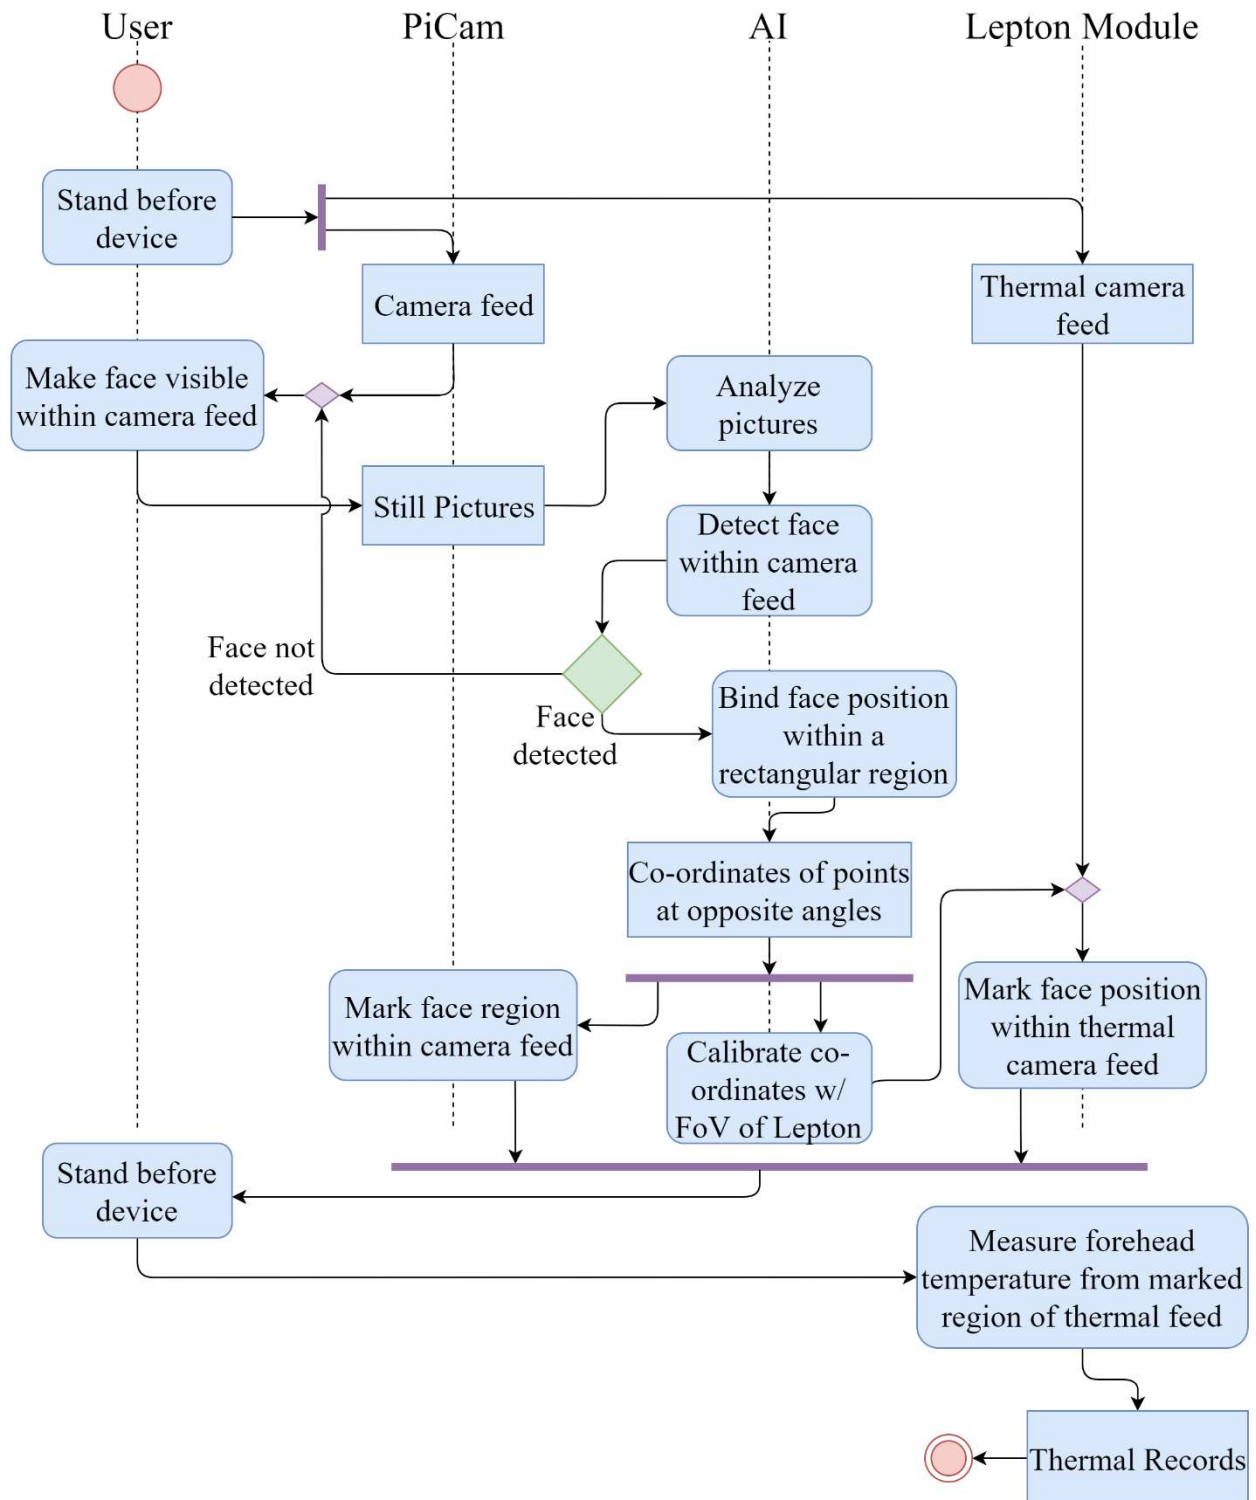 User
PiCam
AI
Lepton Module
Stand before
device
Camera feed
Thermal camera
feed
Make face visible
within camera feed
Analyze
pictures
Still Pictures
Detect face
within camera
feed
Face not
detected
Face
detected
Bind face position
within a
rectangular region
Co-ordinates of points
at opposite angles
Mark face region
within camera feed
Calibrate co-
ordinates w/
FoV of Lepton
Mark face position
within thermal
camera feed
Stand before
device
Measure forehead
temperature from marked
region of thermal feed
Thermal Records